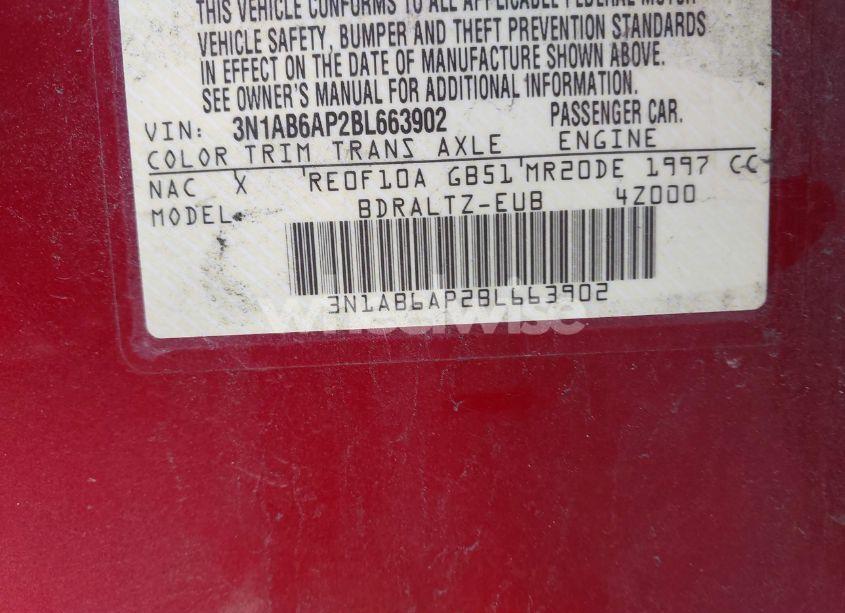 THIS VEHICLE CONFORMS TO ALL APPLICABLE FEDERAL MOTOR
VEHICLE SAFETY, BUMPER AND THEFT PREVENTION STANDARDS
IN EFFECT ON THE DATE OF MANUFACTURE SHOWN ABOVE.
SEE OWNER'S MANUAL FOR ADDITIONAL INFORMATION.
VIN: 3N1AB6AP2BL663902 PASSENGER CAR.
COLOR TRIM TRANS AXLE ENGINE
NAC X RE0F10A GB51 MR20DE 1997 CC
MODEL BDRALTZ-EUB 4Z000
3N1AB6AP2BL663902
wheelwise